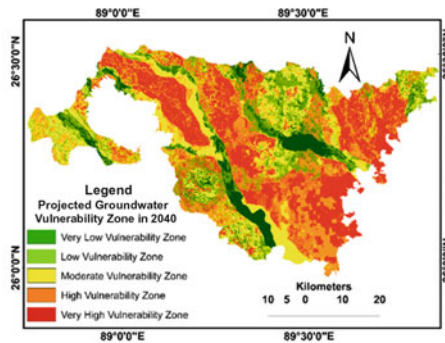 89°0'0"E 89°30'0"E
26°30'0"N
N
Legend
Projected Groundwater
Vulnerability Zone in 2040
Very Low Vulnerability Zone
Low Vulnerability Zone
Moderate Vulnerability Zone
High Vulnerability Zone
Very High Vulnerability Zone
26°0'0"N
Kilometers
10 5 0 10 20
89°0'0"E 89°30'0"E